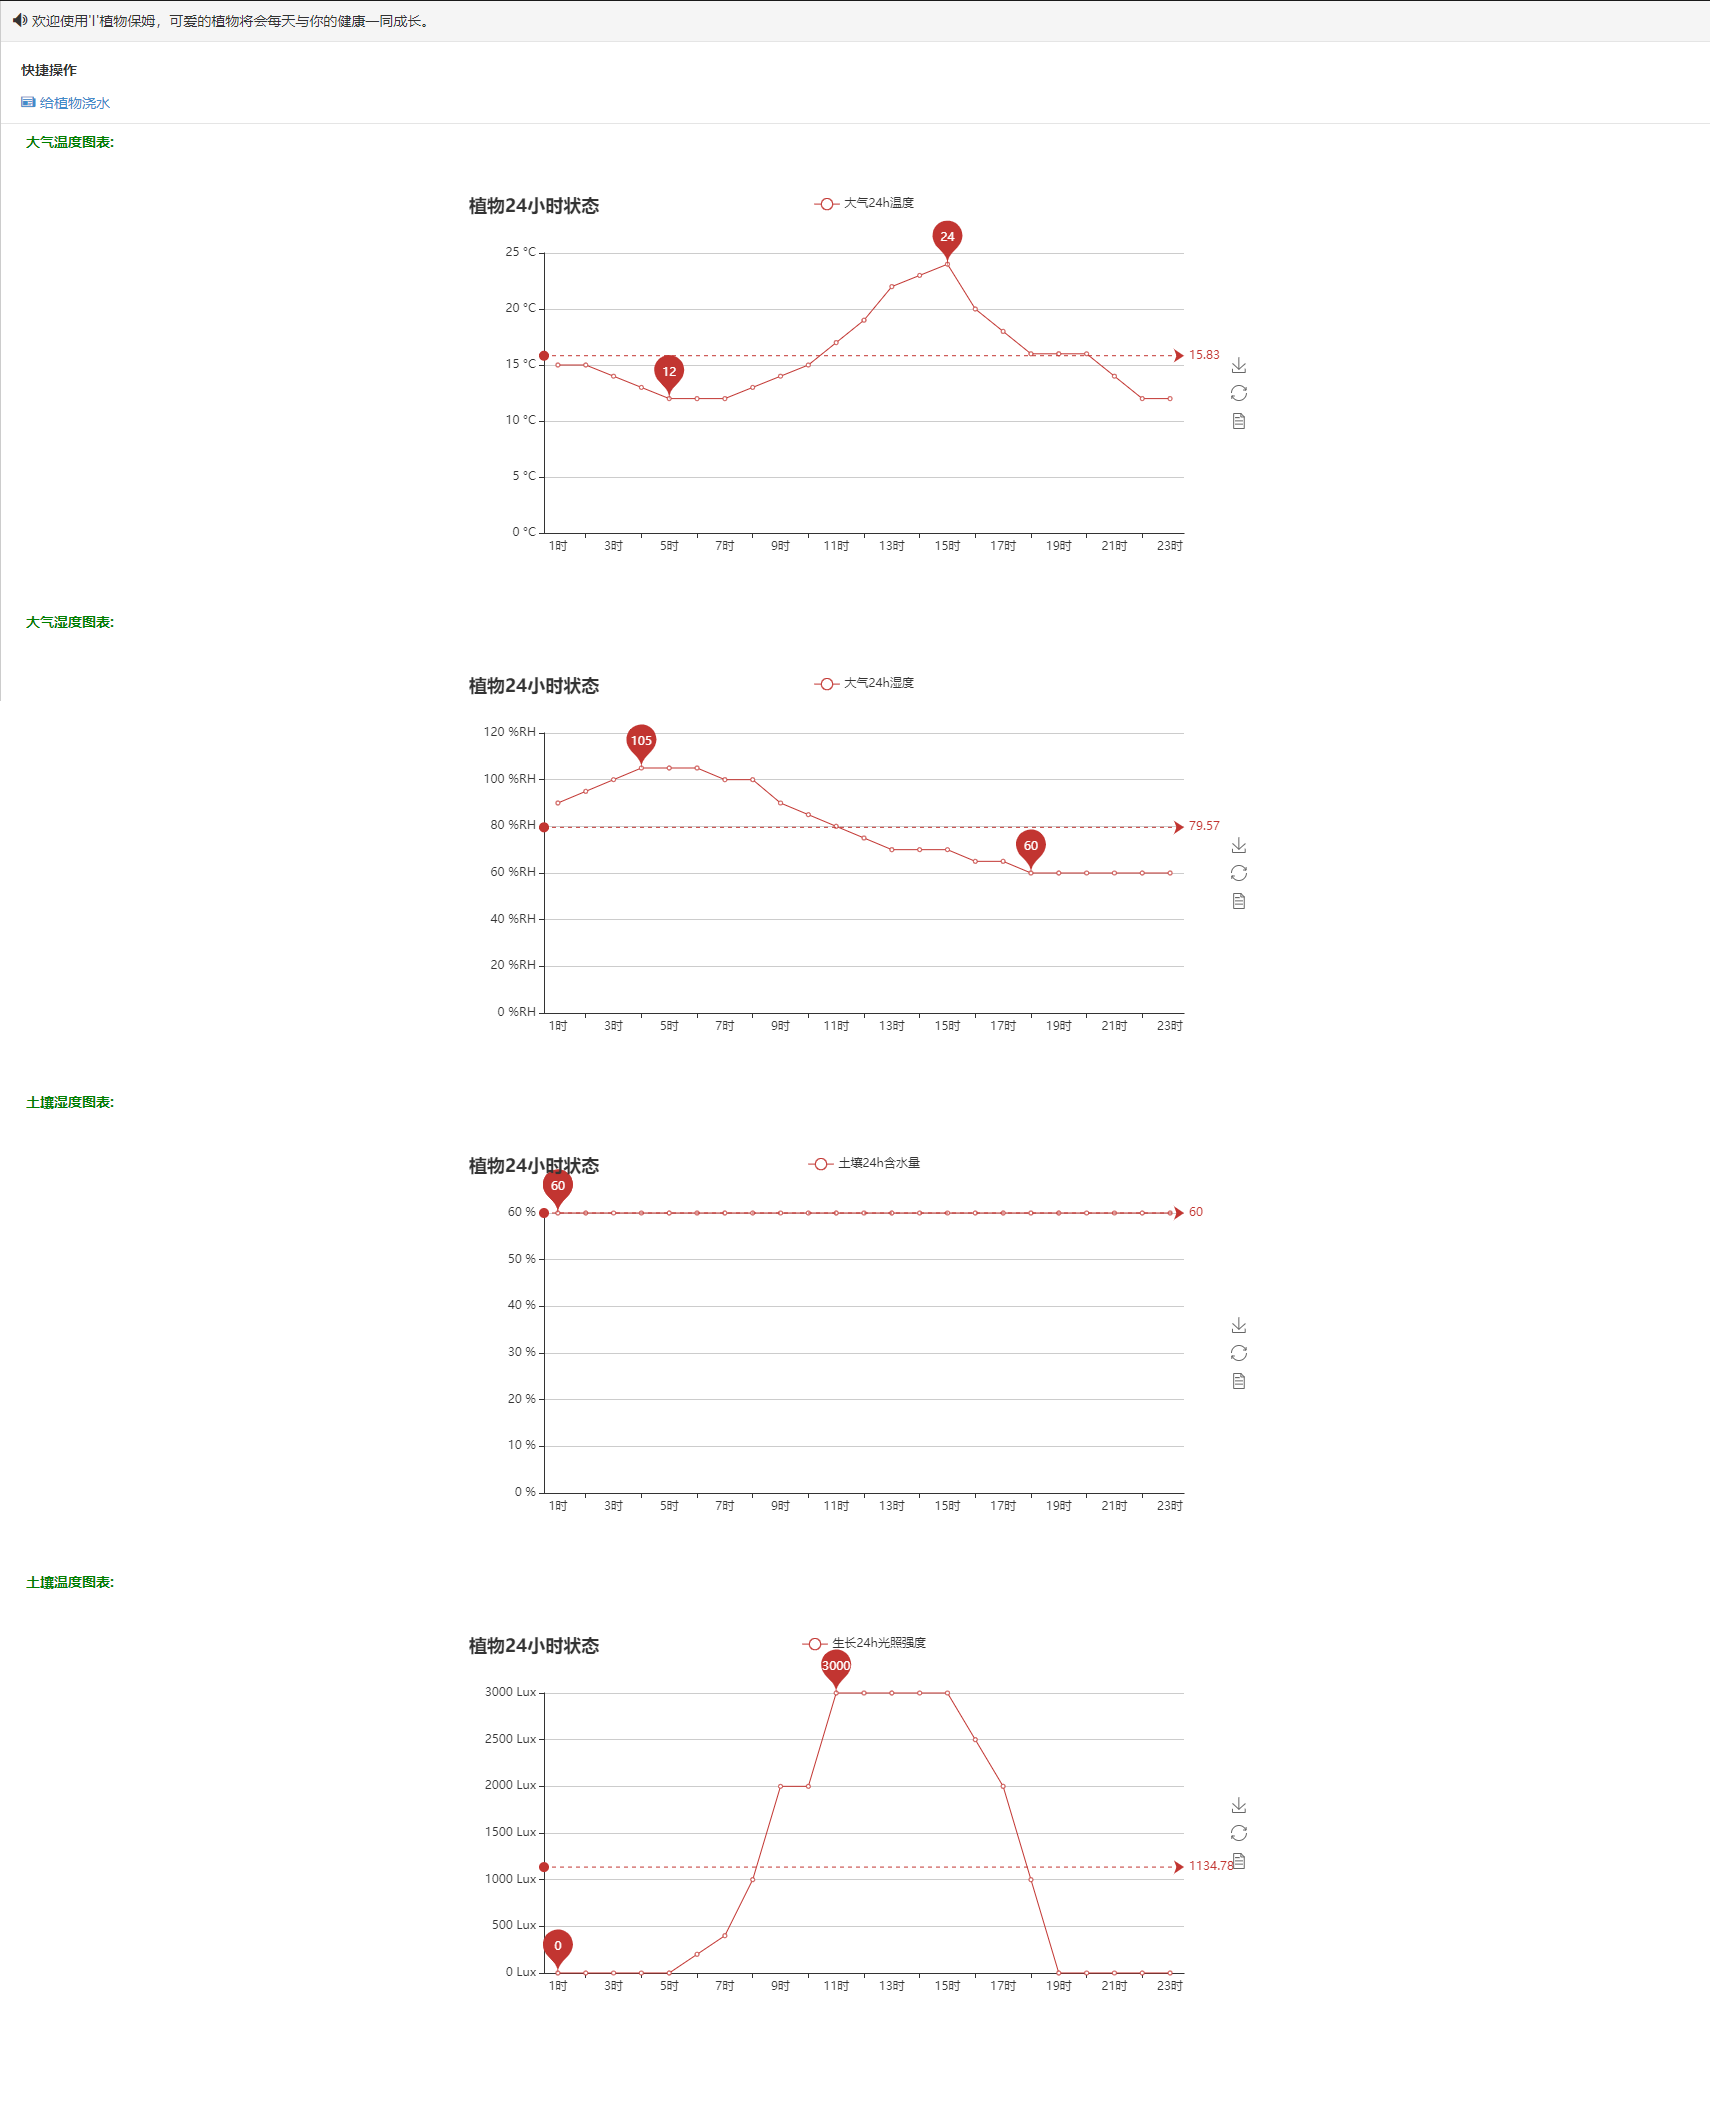 欢迎使用'I'植物保姆，可爱的植物将会每天与你的健康一同成长。
快捷操作
给植物浇水
大气温度图表:
植物24小时状态
大气24h温度
24
25 °C
20 °C
15.83
15 °C
12
10 °C
5 °C
0 °C
1时 3时 5时 7时 9时 11时 13时 15时 17时 19时 21时 23时
大气湿度图表:
植物24小时状态
大气24h湿度
120 %RH
105
100 %RH
80 %RH
79.57
60
60 %RH
40 %RH
20 %RH
0 %RH
1时 3时 5时 7时 9时 11时 13时 15时 17时 19时 21时 23时
土壤湿度图表:
植物24小时状态
土壤24h含水量
60
60 %
60
50 %
40 %
30 %
20 %
10 %
0 %
1时 3时 5时 7时 9时 11时 13时 15时 17时 19时 21时 23时
土壤温度图表:
植物24小时状态
生长24h光照强度
3000
3000 Lux
2500 Lux
2000 Lux
1500 Lux
1134.78
1000 Lux
500 Lux
0
0 Lux
1时 3时 5时 7时 9时 11时 13时 15时 17时 19时 21时 23时